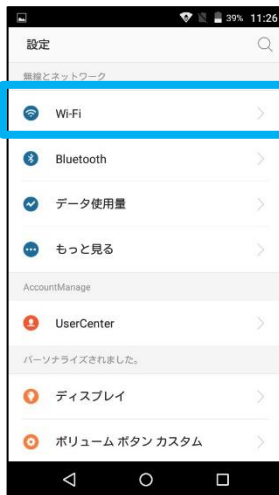 39% 11:26
設定
無線とネットワーク
Wi-Fi
Bluetooth
データ使用量
もっと見る
AccountManage
UserCenter
パーソナライズされました。
ディスプレイ
ボリューム ボタン カスタム